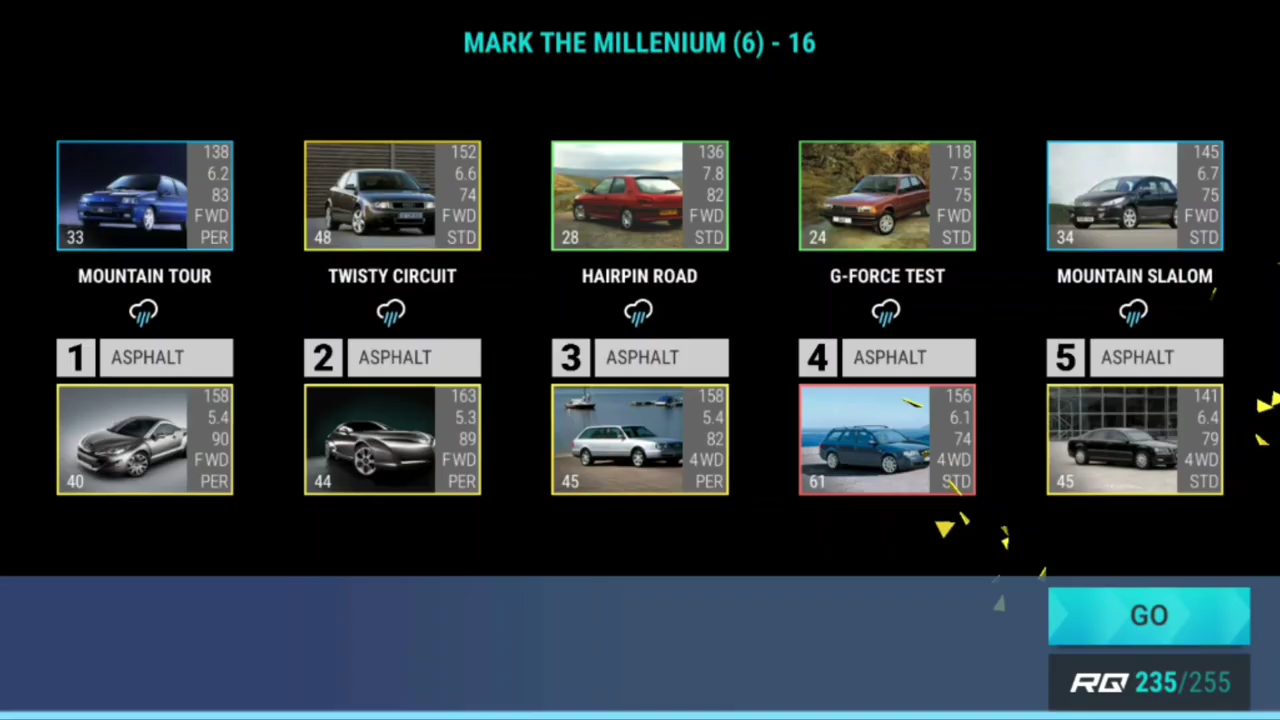 MARK THE MILLENIUM (6) - 16
138
6.2
83
FWD
33 PER
152
6.6
74
FWD
48 STD
136
7.8
82
FWD
28 STD
118
7.5
75
FWD
24 STD
145
6.7
75
FWD
34 STD
MOUNTAIN TOUR
TWISTY CIRCUIT
HAIRPIN ROAD
G-FORCE TEST
MOUNTAIN SLALOM
1 ASPHALT
2 ASPHALT
3 ASPHALT
4 ASPHALT
5 ASPHALT
158
5.4
90
FWD
40 PER
163
5.3
89
FWD
44 PER
158
5.4
82
4WD
45 PER
156
6.1
74
4WD
61 STD
141
6.4
79
4WD
45 STD
GO
RQ 235/255